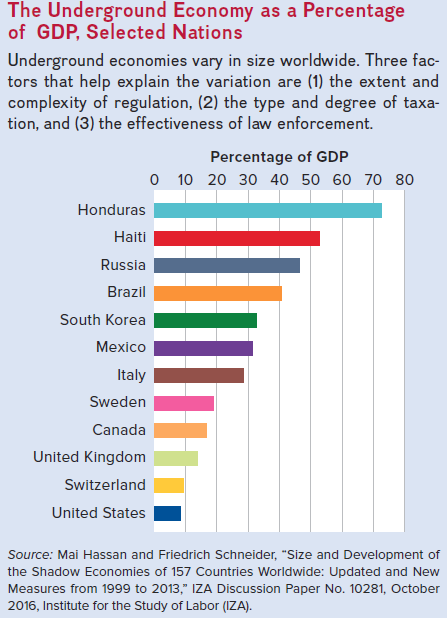 The Underground Economy as a Percentage
of GDP, Selected Nations
Underground economies vary in size worldwide. Three fac-
tors that help explain the variation are (1) the extent and
complexity of regulation, (2) the type and degree of taxa-
tion, and (3) the effectiveness of law enforcement.
Percentage of GDP
0 10 20 30 40 50 60 70 80
Honduras
Haiti
Russia
Brazil
South Korea
Mexico
Italy
Sweden
Canada
United Kingdom
Switzerland
United States
Source: Mai Hassan and Friedrich Schneider, “Size and Development of
the Shadow Economies of 157 Countries Worldwide: Updated and New
Measures from 1999 to 2013,” IZA Discussion Paper No. 10281, October
2016, Institute for the Study of Labor (IZA).